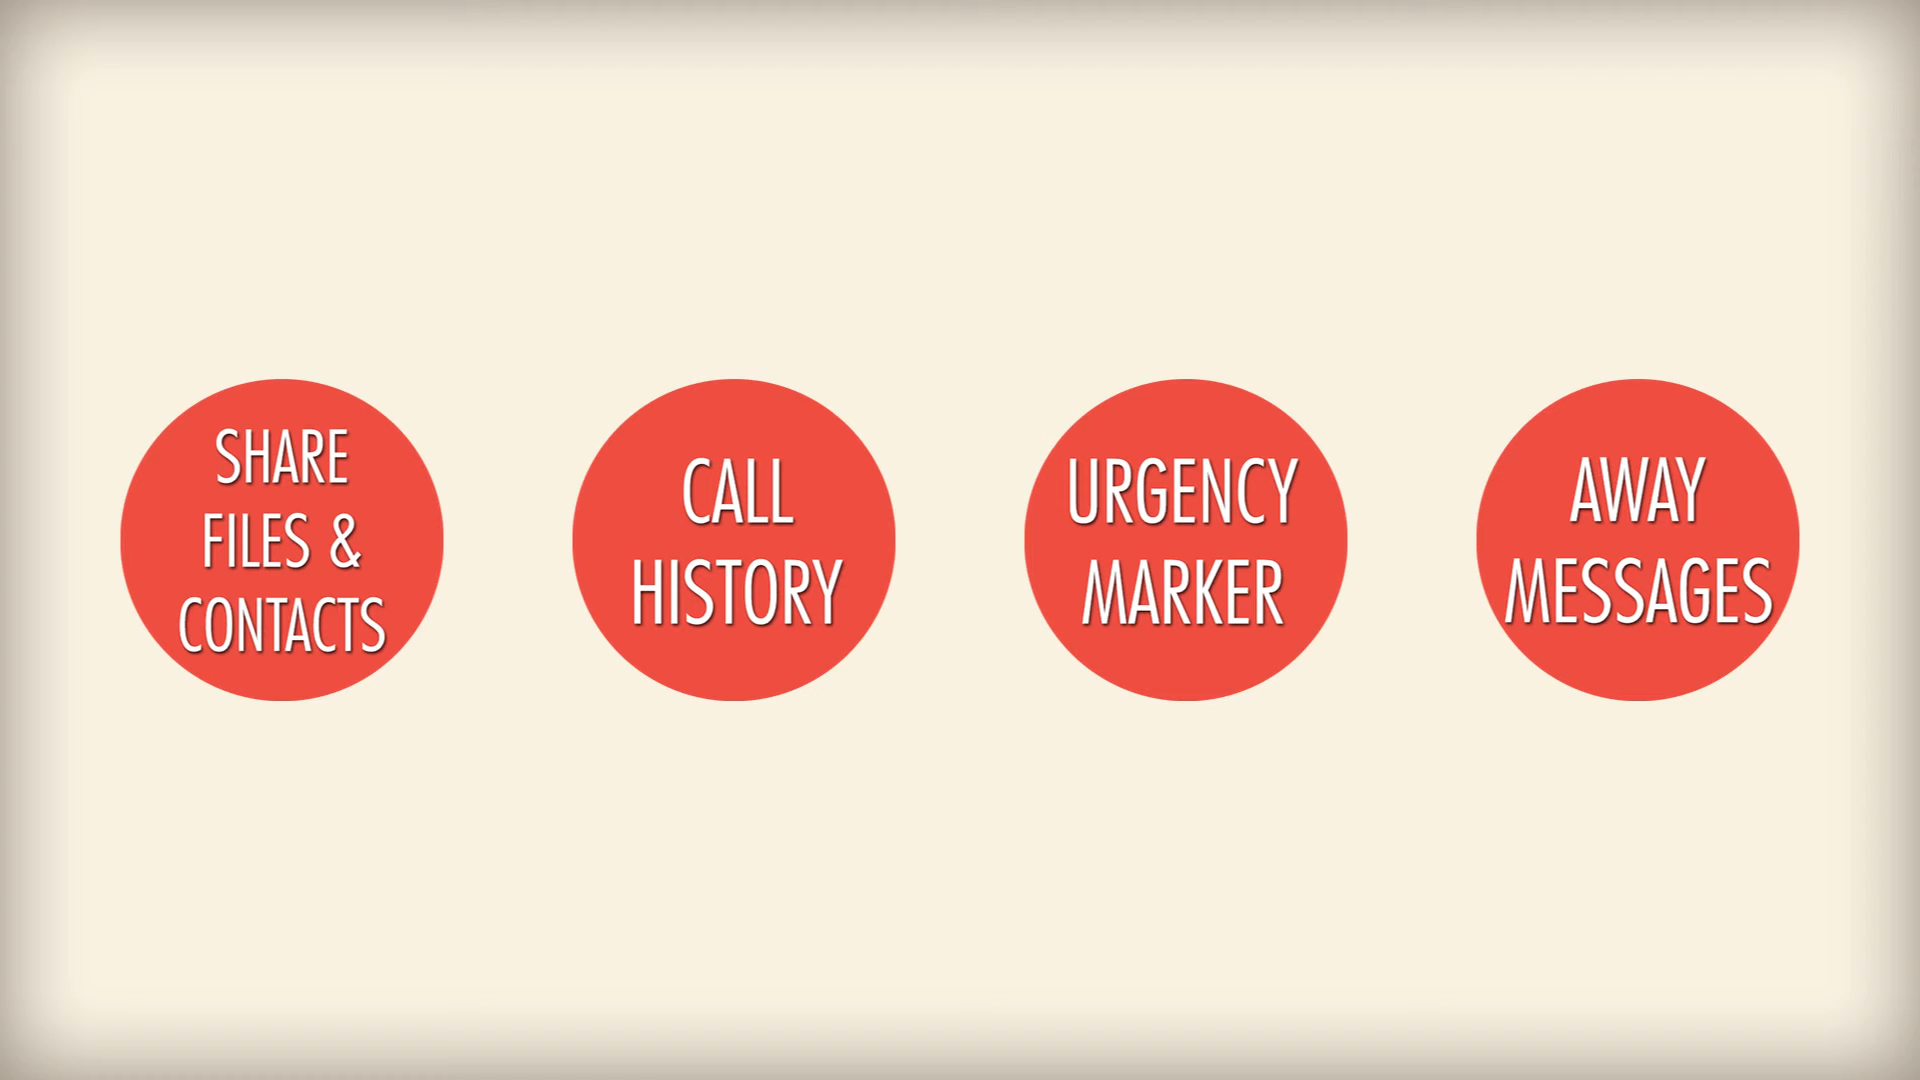 SHARE
FILES &
CONTACTS
CALL
HISTORY
URGENCY
MARKER
AWAY
MESSAGES